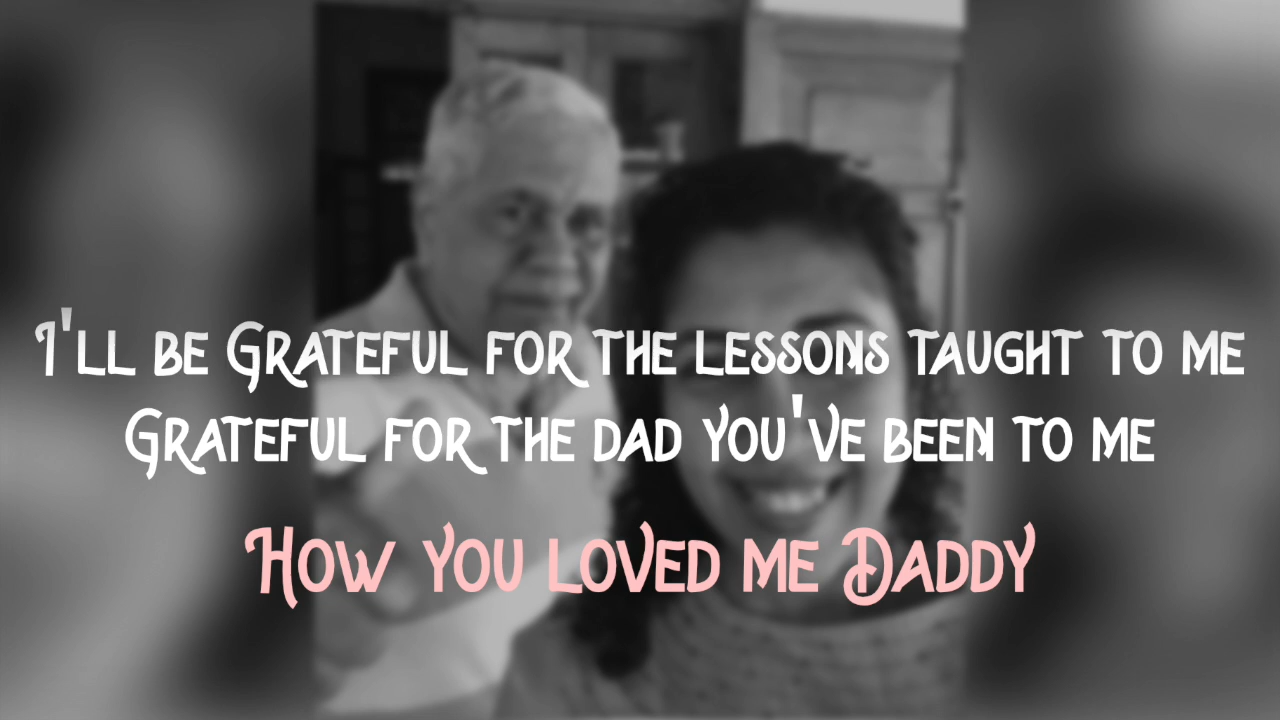 I'll be Grateful for the lessons taught to me
Grateful for the dad you've been to me
How you loved me Daddy